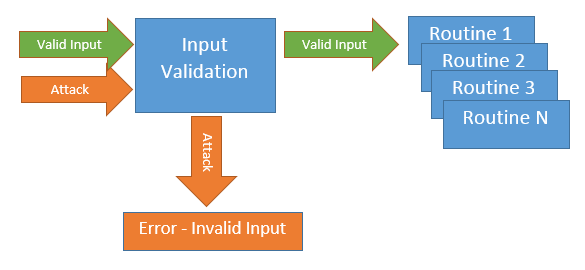 Valid Input
Attack
Input
Validation
Valid Input
Routine 1
Routine 2
Routine 3
Routine N
Attack
Error - Invalid Input